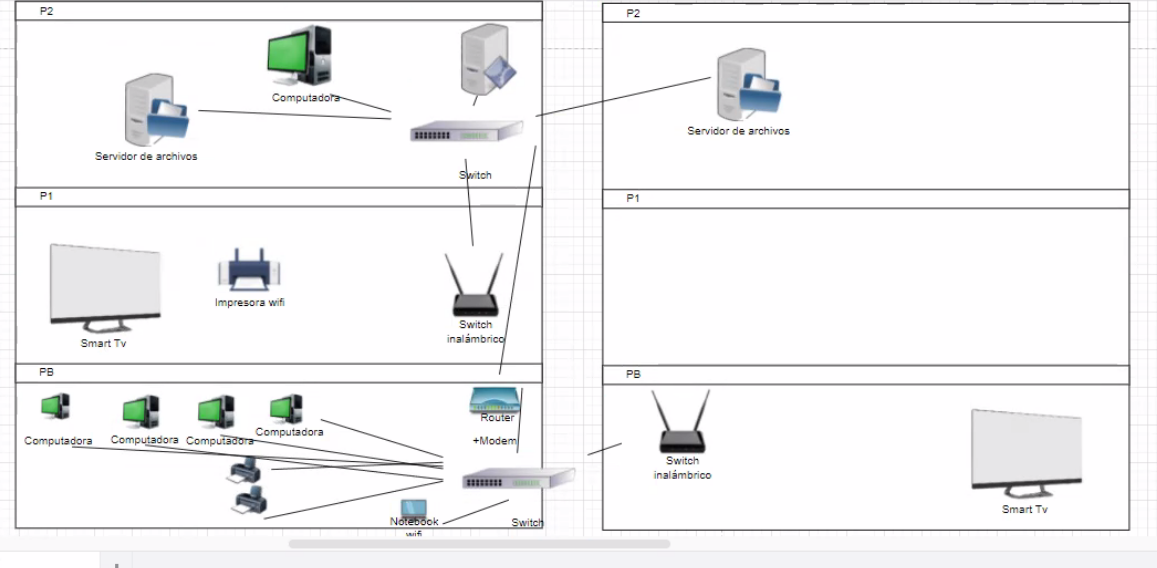 P2
Computadora
Servidor de archivos
Switch
P1
Smart Tv
Impresora wifi
Switch
inalámbrico
PB
Computadora
Computadora
Computadora
Computadora
Router
+Modem
Notebook
wifi
Switch
P2
Servidor de archivos
P1
PB
Switch
inalámbrico
Smart Tv